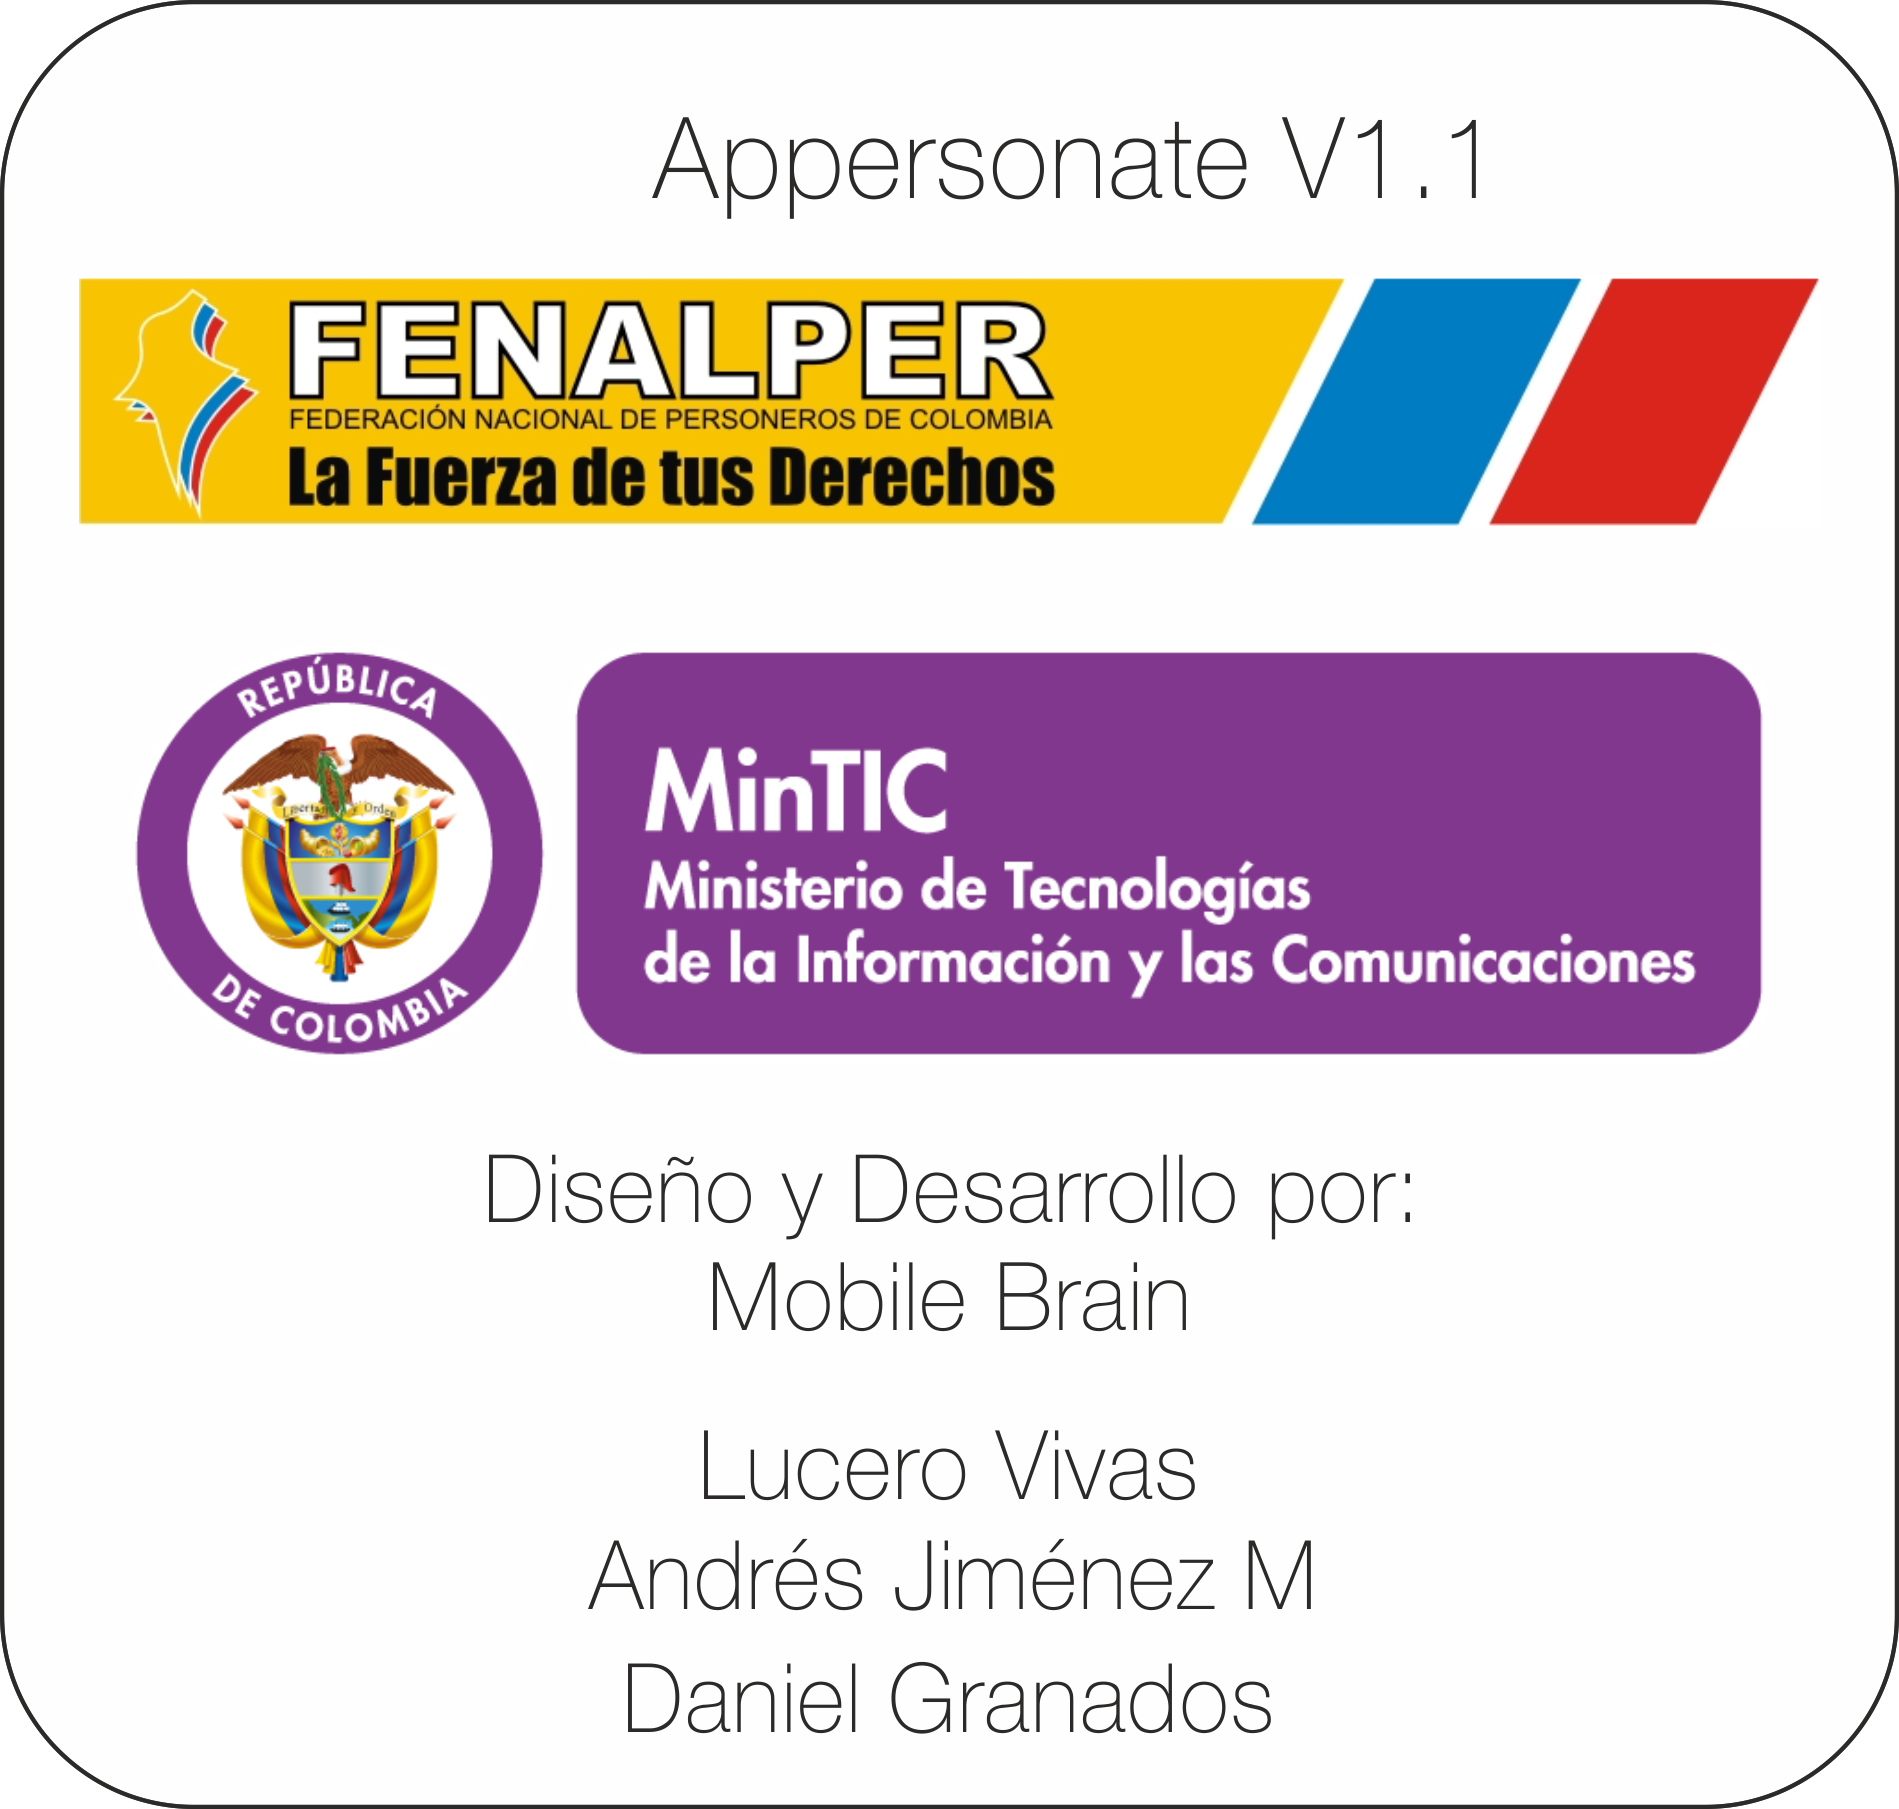 Appersonate V1.1
FENALPER
FEDERACIÓN NACIONAL DE PERSONEROS DE COLOMBIA
La Fuerza de tus Derechos
REPÚBLICA
Libertad y Orden
DE COLOMBIA
MinTIC
Ministerio de Tecnologías
de la Información y las Comunicaciones
Diseño y Desarrollo por:
Mobile Brain
Lucero Vivas
Andrés Jiménez M
Daniel Granados